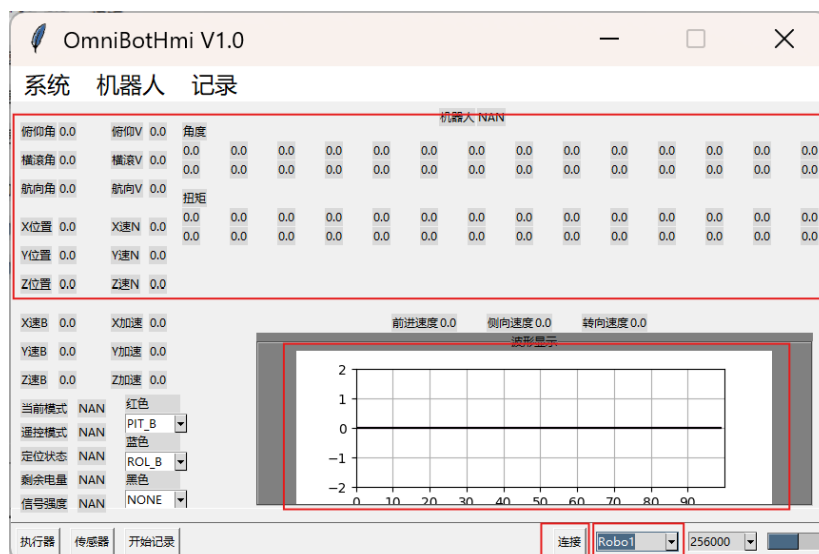 OmniBotHmi V1.0
系统 机器人 记录
机器人 NAN
俯仰角 0.0 俯仰V 0.0 角度
0.0 0.0 0.0 0.0 0.0 0.0 0.0 0.0 0.0 0.0 0.0 0.0 0.0 0.0
横滚角 0.0 横滚V 0.0
0.0 0.0 0.0 0.0 0.0 0.0 0.0 0.0 0.0 0.0 0.0 0.0 0.0 0.0
航向角 0.0 航向V 0.0
扭矩
0.0 0.0 0.0 0.0 0.0 0.0 0.0 0.0 0.0 0.0 0.0 0.0 0.0 0.0
X位置 0.0 X速N 0.0
0.0 0.0 0.0 0.0 0.0 0.0 0.0 0.0 0.0 0.0 0.0 0.0 0.0 0.0
Y位置 0.0 Y速N 0.0
Z位置 0.0 Z速N 0.0
X速B 0.0 X加速 0.0 前进速度 0.0 侧向速度 0.0 转向速度 0.0
波形显示
Y速B 0.0 Y加速 0.0
Z速B 0.0 Z加速 0.0
当前模式 NAN 红色
PIT_B
遥控模式 NAN 蓝色
定位状态 NAN ROL_B
剩余电量 NAN 黑色
信号强度 NAN NONE
2
1
0
−1
−2
0 10 20 30 40 50 60 70 80 90
执行器 传感器 开始记录 连接 Robo1 256000